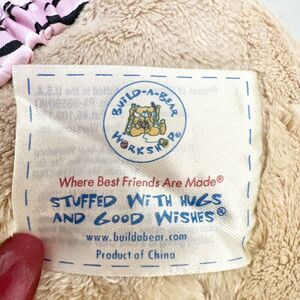 BUILD-A-BEAR
WORKSHOP®
Where Best Friends Are Made®
STUFFED WITH HUGS
AND GOOD WISHES®
www.buildabear.com
Product of China